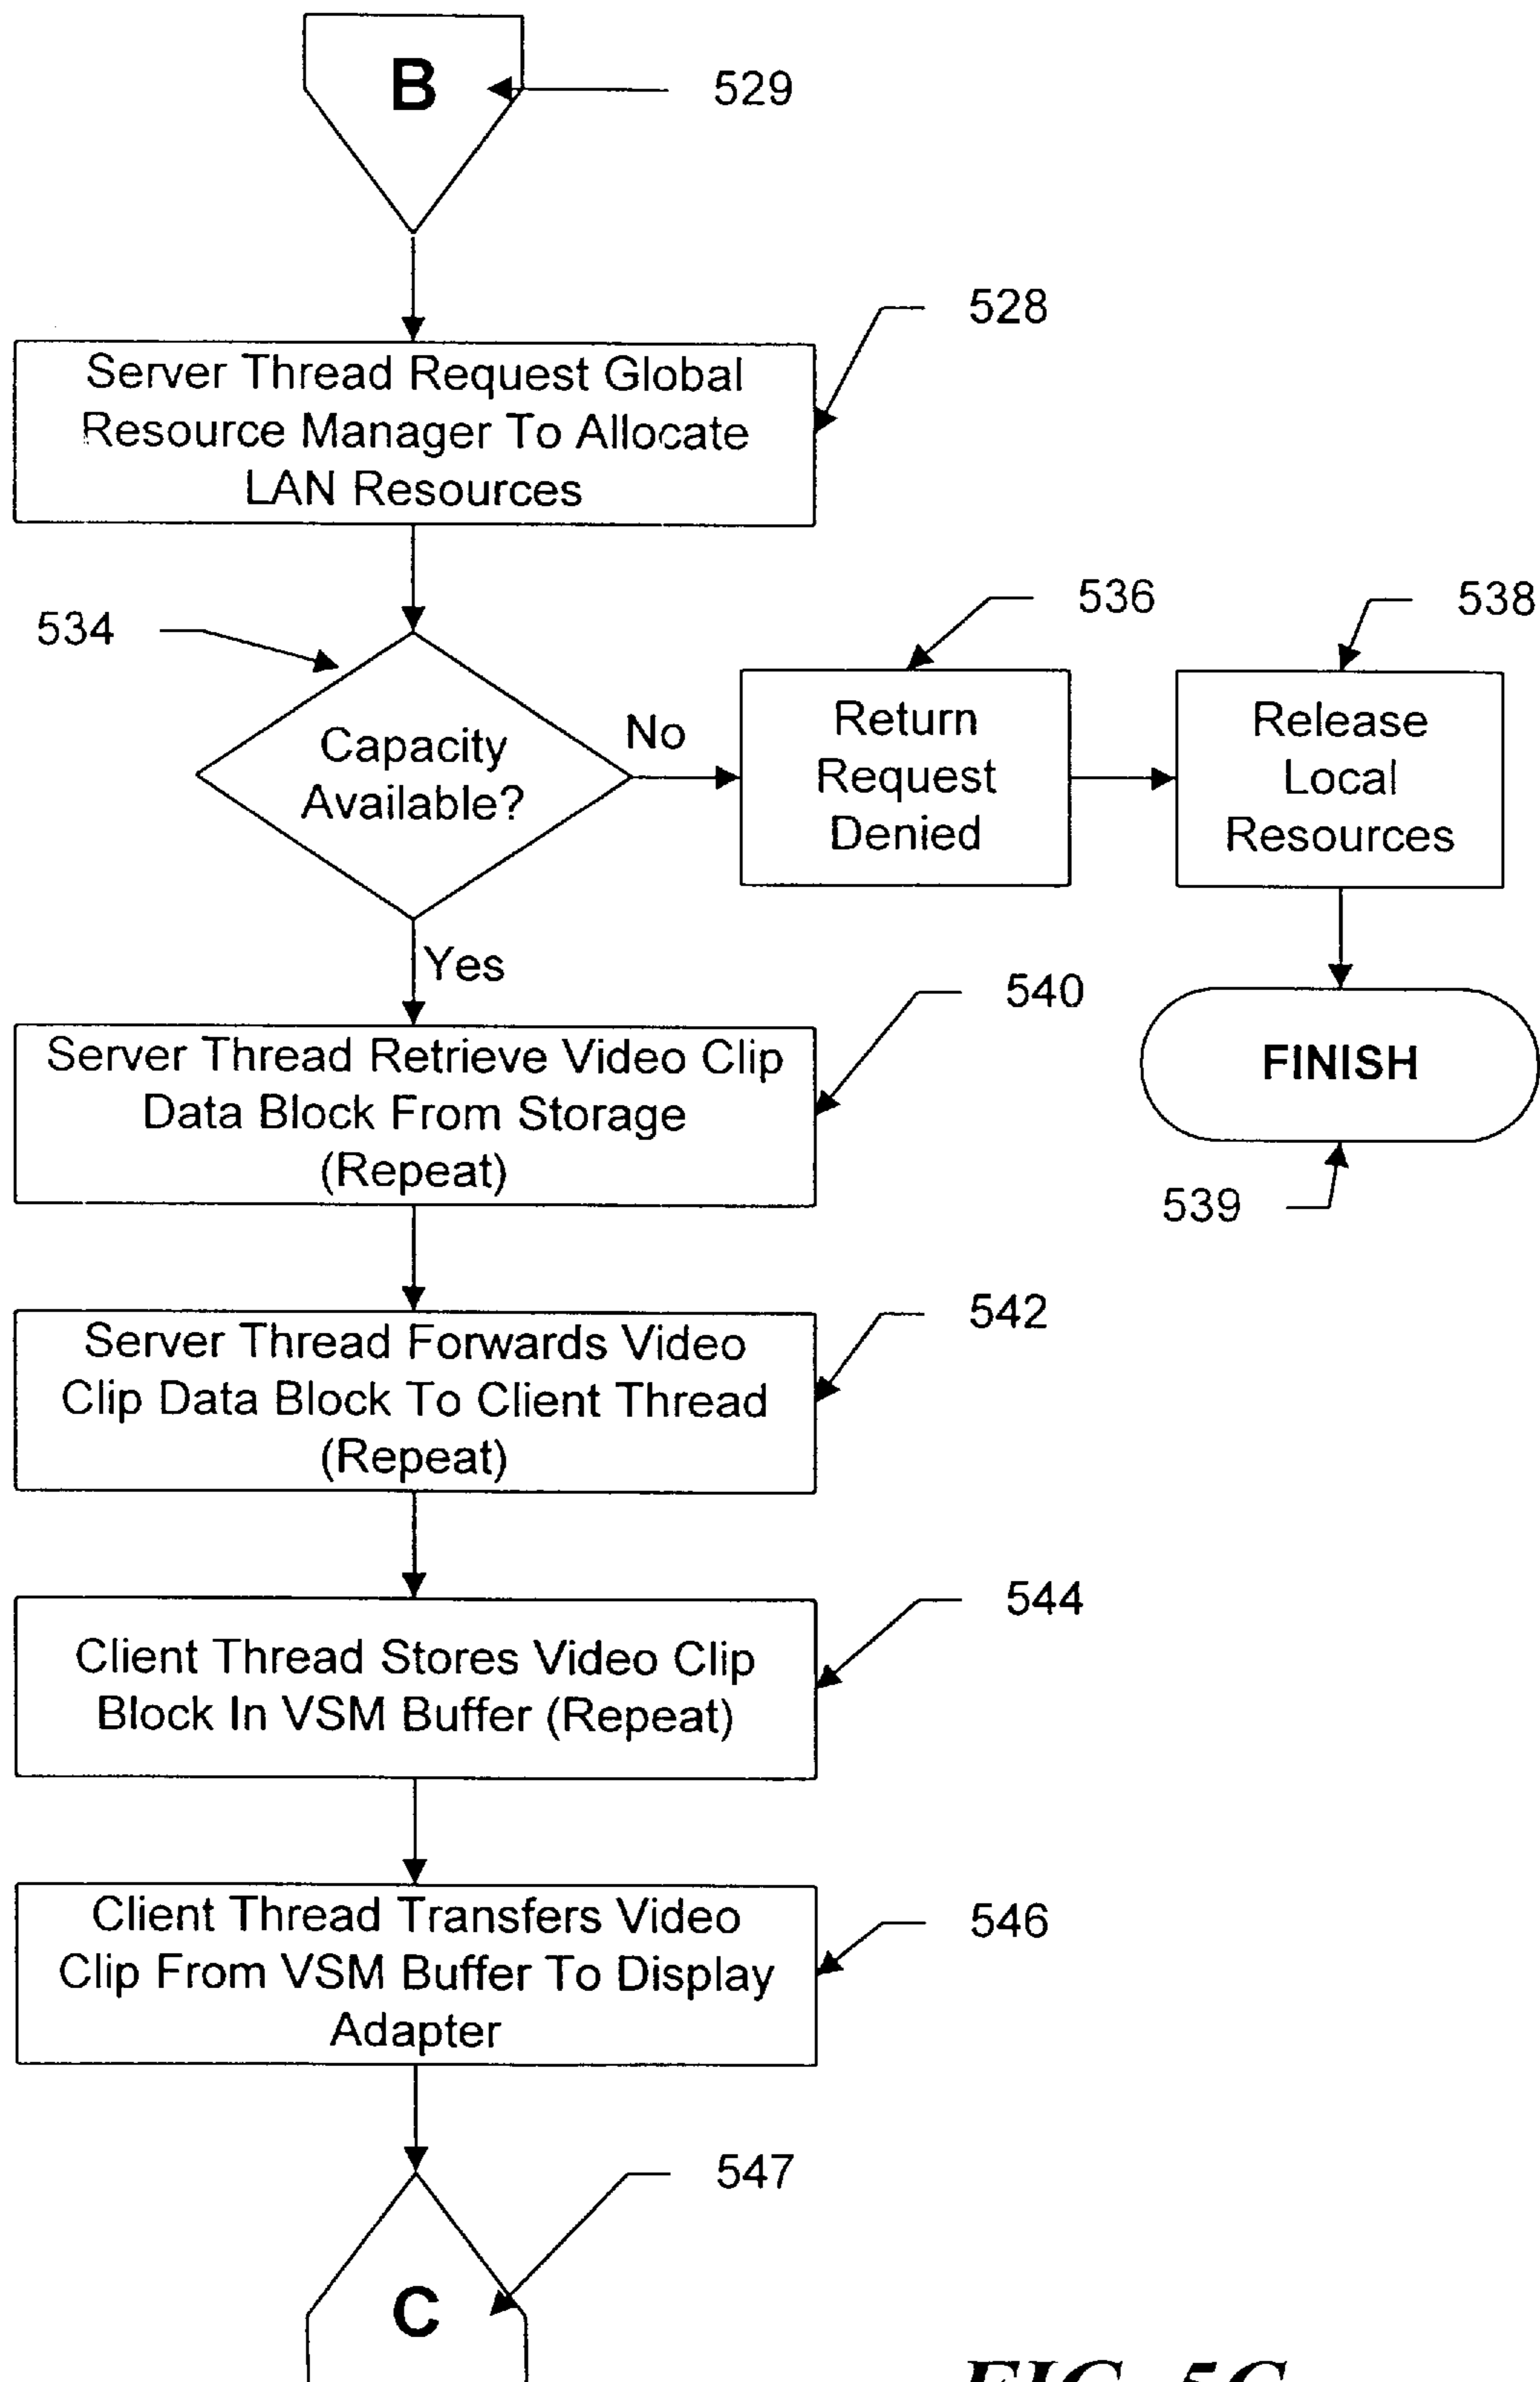 B
529
528
Server Thread Request Global
Resource Manager To Allocate
LAN Resources
534
536
538
Capacity
Available?
No
Return
Request
Denied
Release
Local
Resources
Yes
540
Server Thread Retrieve Video Clip
Data Block From Storage
(Repeat)
FINISH
539
542
Server Thread Forwards Video
Clip Data Block To Client Thread
(Repeat)
544
Client Thread Stores Video Clip
Block In VSM Buffer (Repeat)
546
Client Thread Transfers Video
Clip From VSM Buffer To Display
Adapter
547
C
FIG. 5C